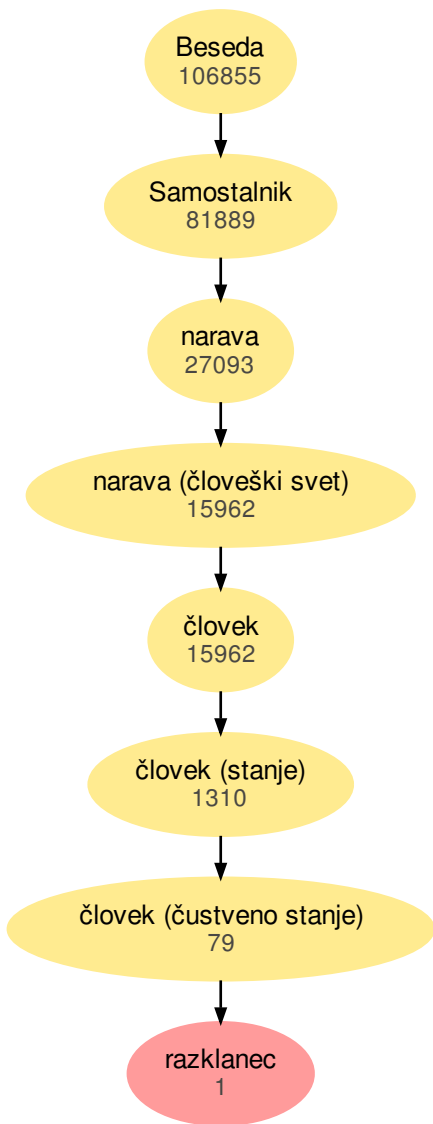 Beseda
106855
Samostalnik
81889
narava
27093
narava (človeški svet)
15962
človek
15962
človek (stanje)
1310
človek (čustveno stanje)
79
razklanec
1